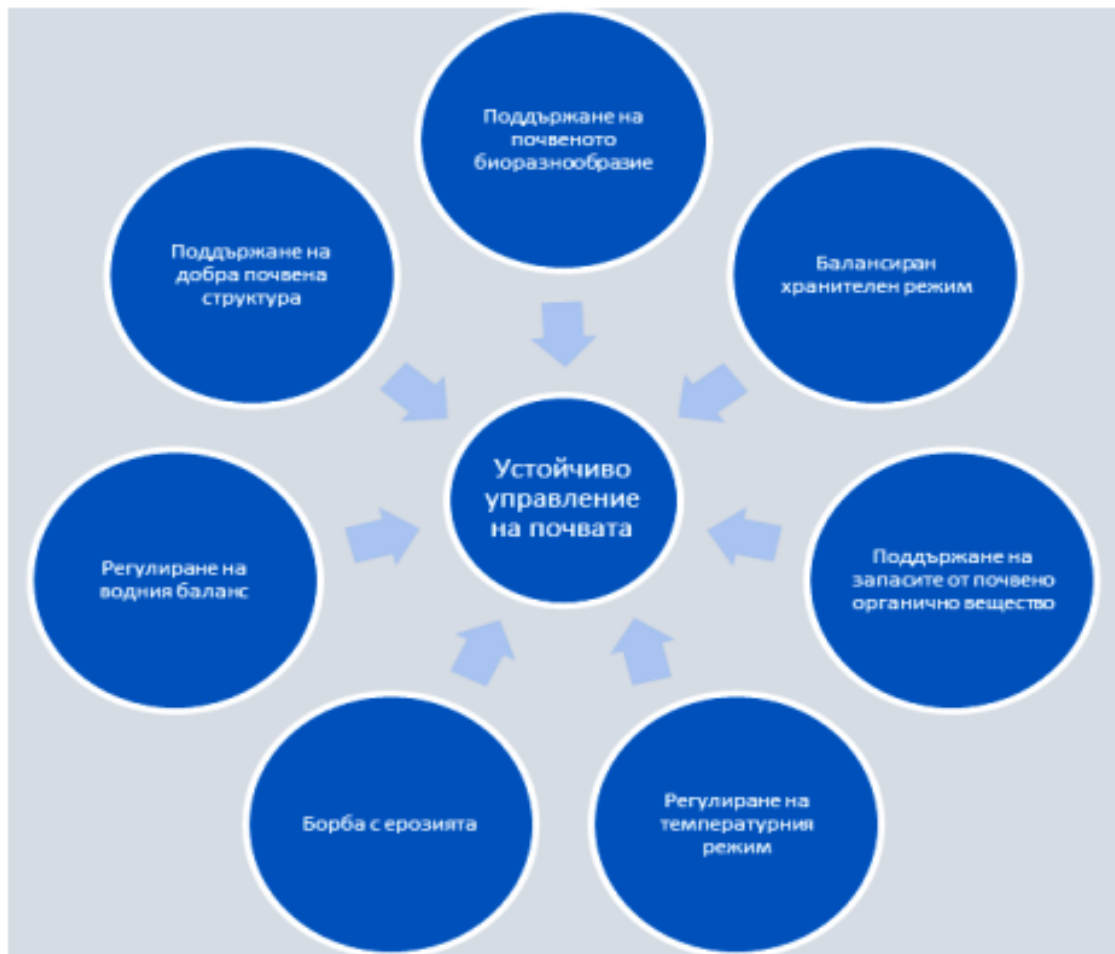 Поддържане на
почвеното
биоразнообразие
Балансиран
хранителен режим
Поддържане на
запасите от почвено
органично вещество
Регулиране на
температурния
режим
Борба с ерозията
Регулиране на
водния баланс
Поддържане на
добра почвена
структура
Устойчиво
управление
на почвата